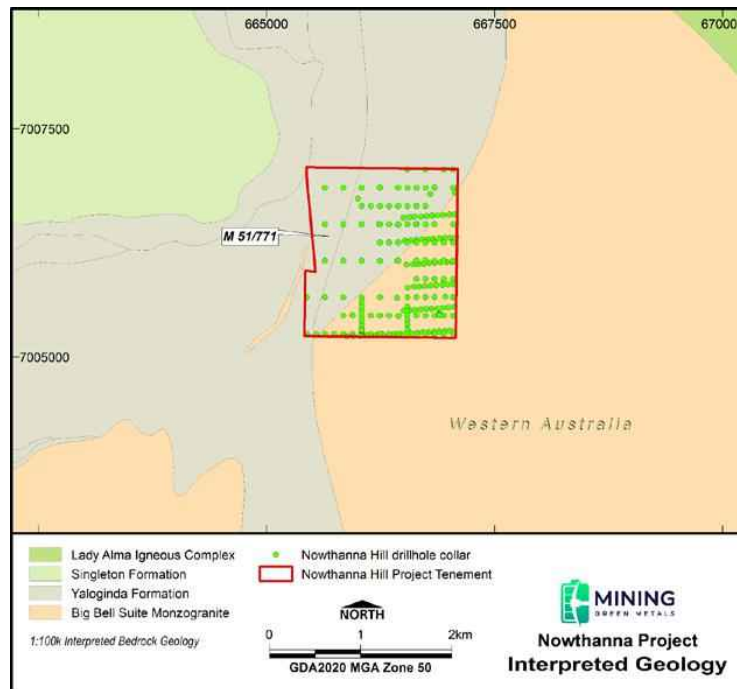 665000
667500
67000
7007500
M 51/771
7005000
Western Australia
Lady Alma Igneous Complex
Singleton Formation
Yaloginda Formation
Big Bell Suite Monzogranite
1:100k Interpreted Bedrock Geology
Nowthanna Hill drillhole collar
Nowthanna Hill Project Tenement
NORTH
0 1 2km
GDA2020 MGA Zone 50
MINING
GREEN METALS
Nowthanna Project
Interpreted Geology